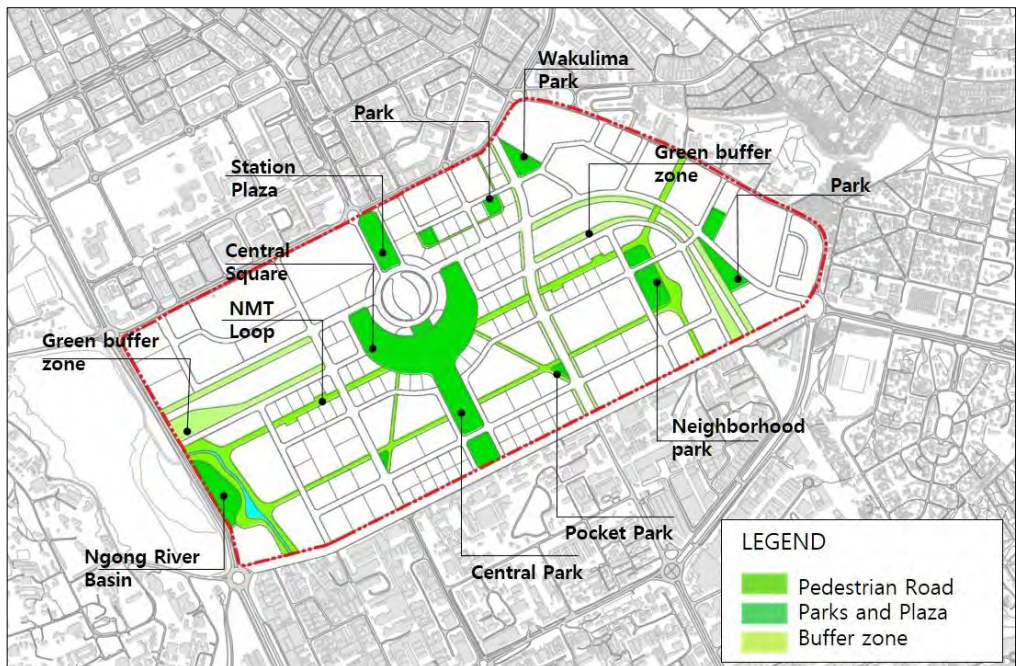 Wakulima
Park
Park
Green buffer
zone
Station
Plaza
Park
Central
Square
NMT
Loop
Green buffer
zone
Neighborhood
park
Pocket Park
Ngong River
Basin
Central Park
LEGEND
Pedestrian Road
Parks and Plaza
Buffer zone